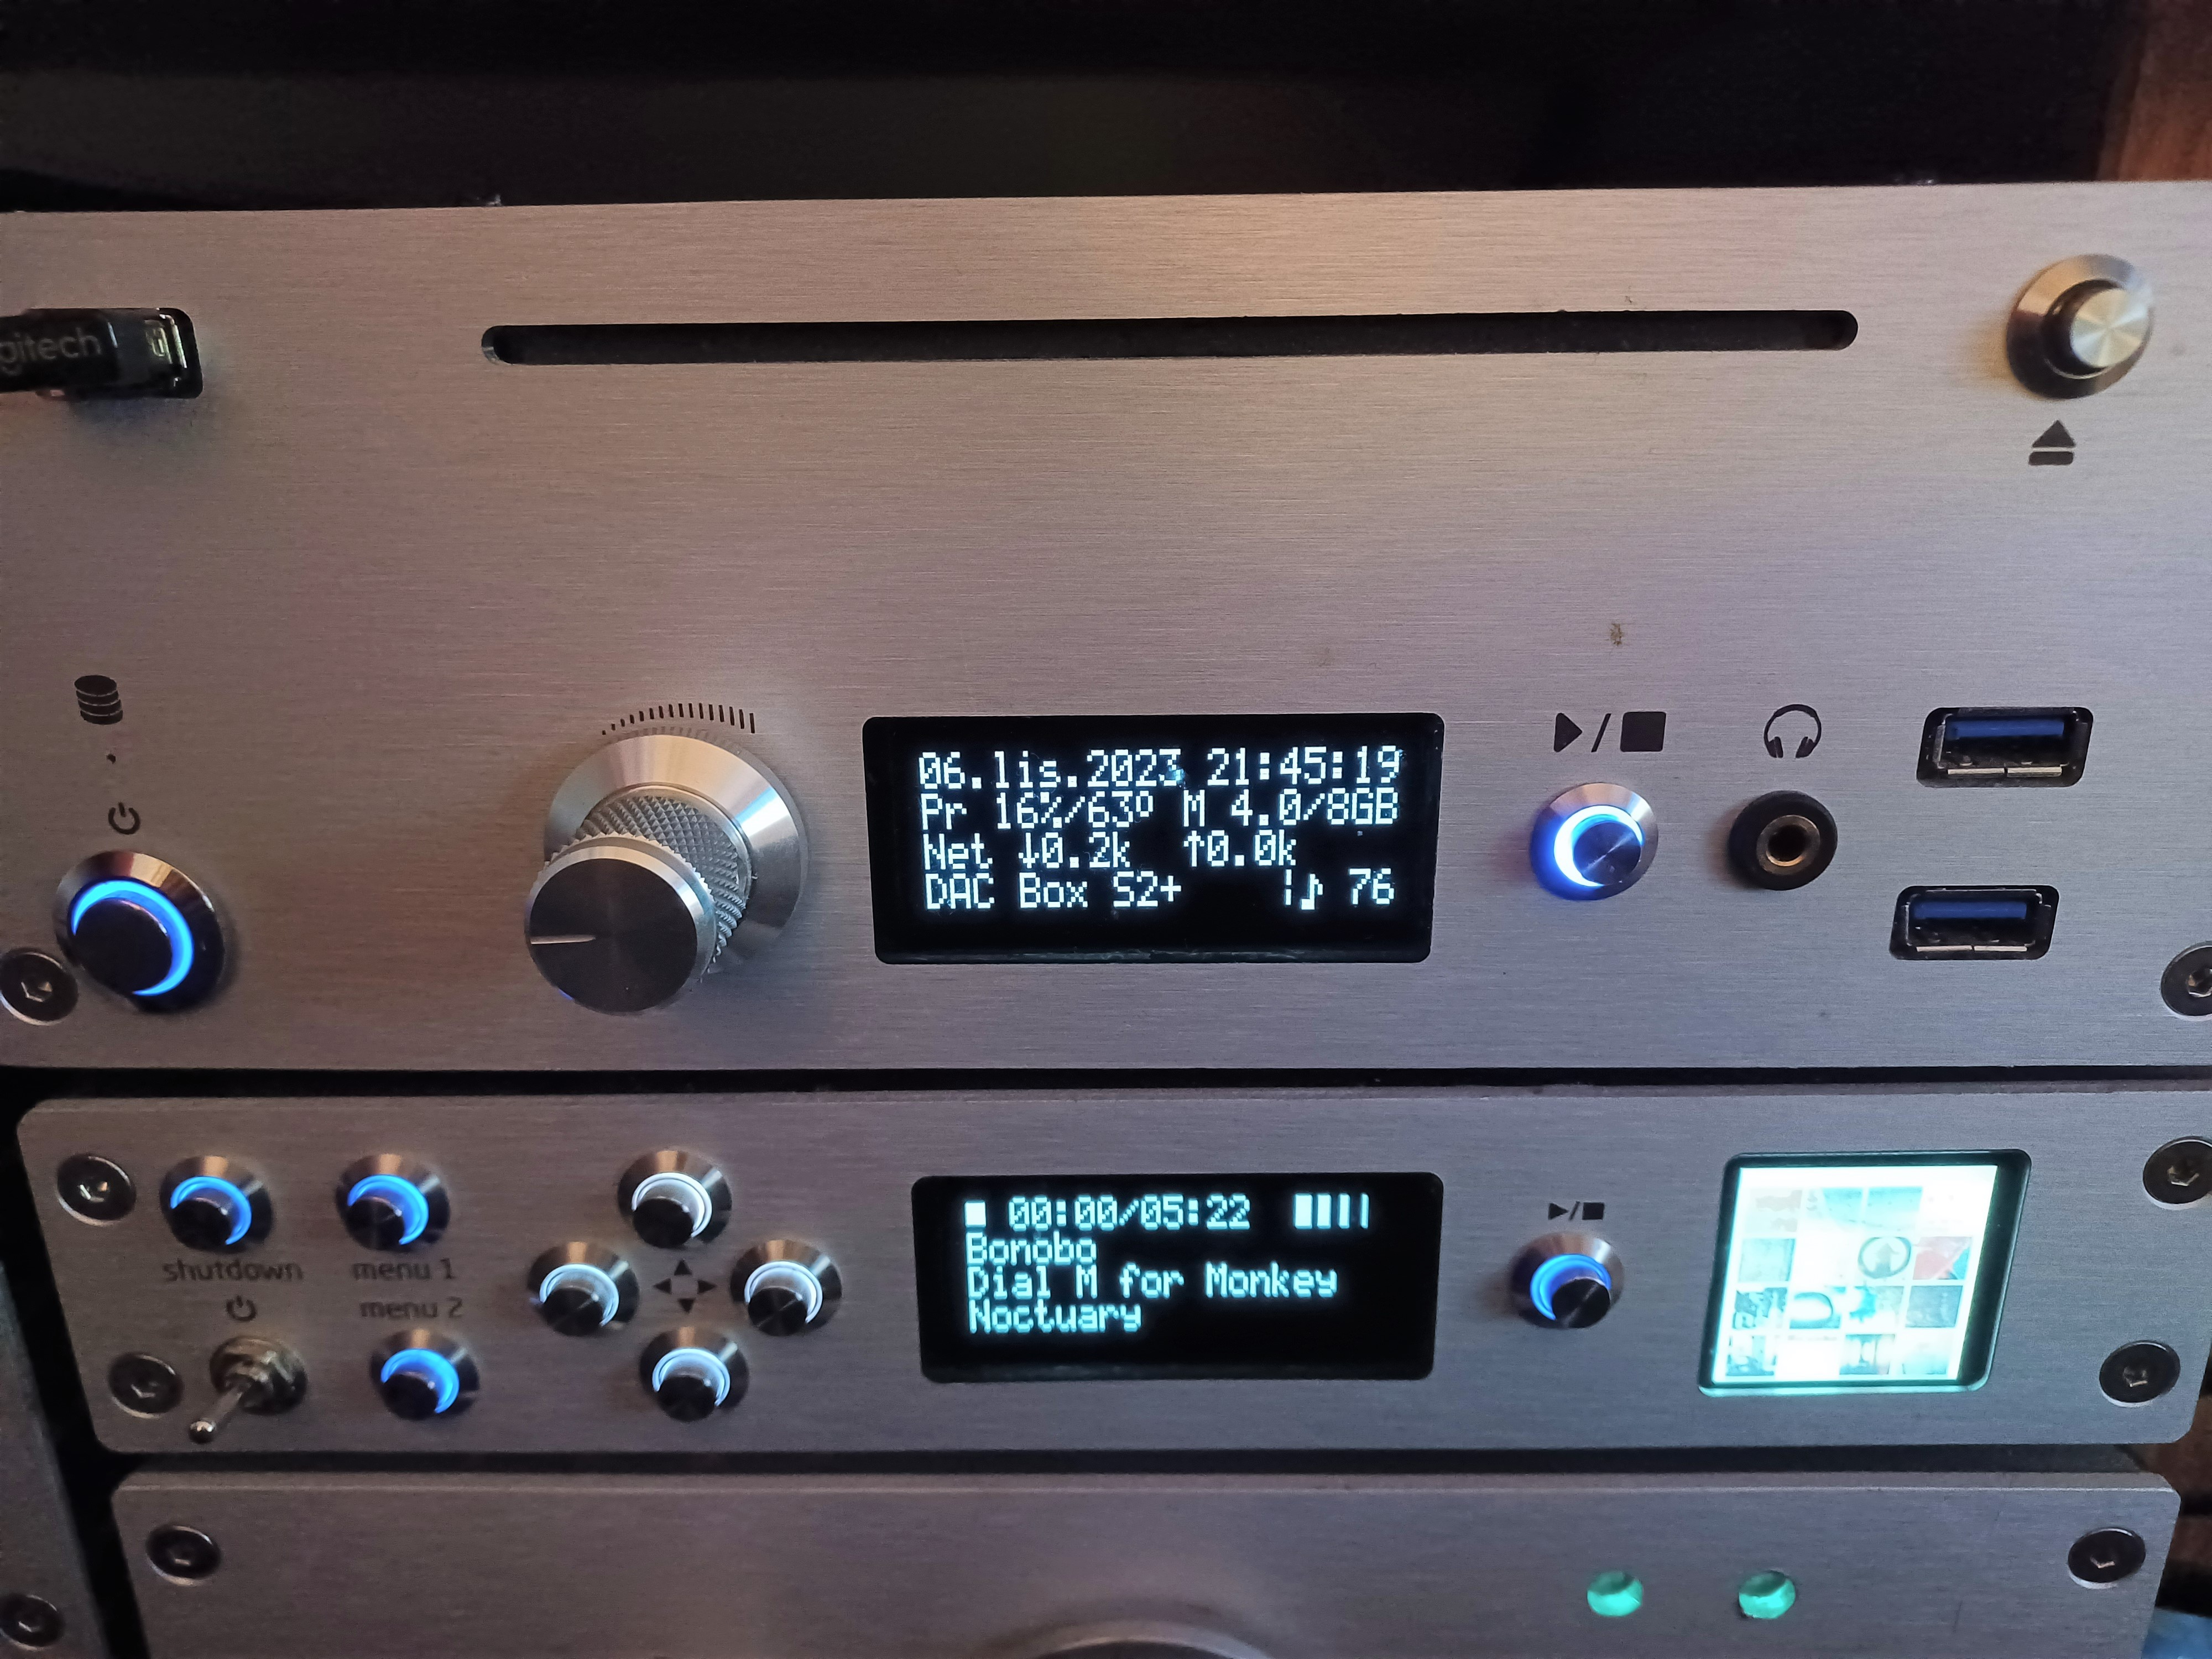 gitech
06.lis.2023 21:45:19
Pr 16%/63º M 4.0/8GB
Net ↓0.2k ↑0.0k
DAC Box S2+ ¦♪ 76
shutdown
menu 1
menu 2
■ 00:00/05:22
Bonobo
Dial M for Monkey
Noctuary